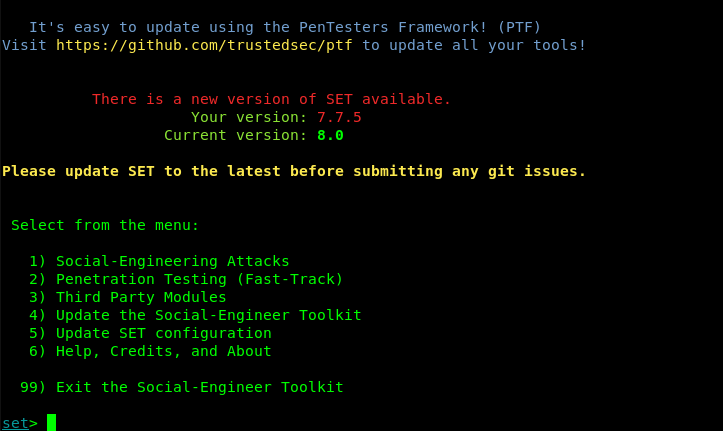 It's easy to update using the PenTesters Framework! (PTF)
Visit https://github.com/trustedsec/ptf to update all your tools!
There is a new version of SET available.
Your version: 7.7.5
Current version: 8.0
Please update SET to the latest before submitting any git issues.
Select from the menu:
1) Social-Engineering Attacks
2) Penetration Testing (Fast-Track)
3) Third Party Modules
4) Update the Social-Engineer Toolkit
5) Update SET configuration
6) Help, Credits, and About
99) Exit the Social-Engineer Toolkit
set>